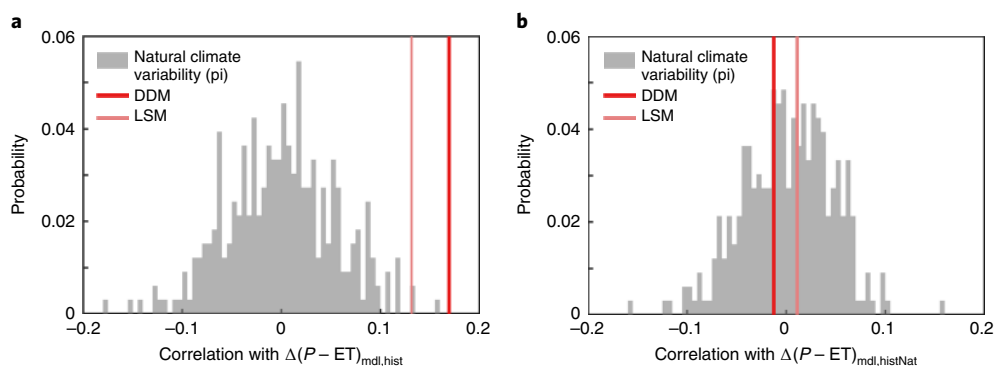 a
0.06
0.04
0.02
0
Probability
Natural climate
variability (pi)
DDM
LSM
−0.2 −0.1 0 0.1 0.2
Correlation with Δ(P − ET)mdl,hist
b
0.06
0.04
0.02
0
Probability
Natural climate
variability (pi)
DDM
LSM
−0.2 −0.1 0 0.1 0.2
Correlation with Δ(P − ET)mdl,histNat